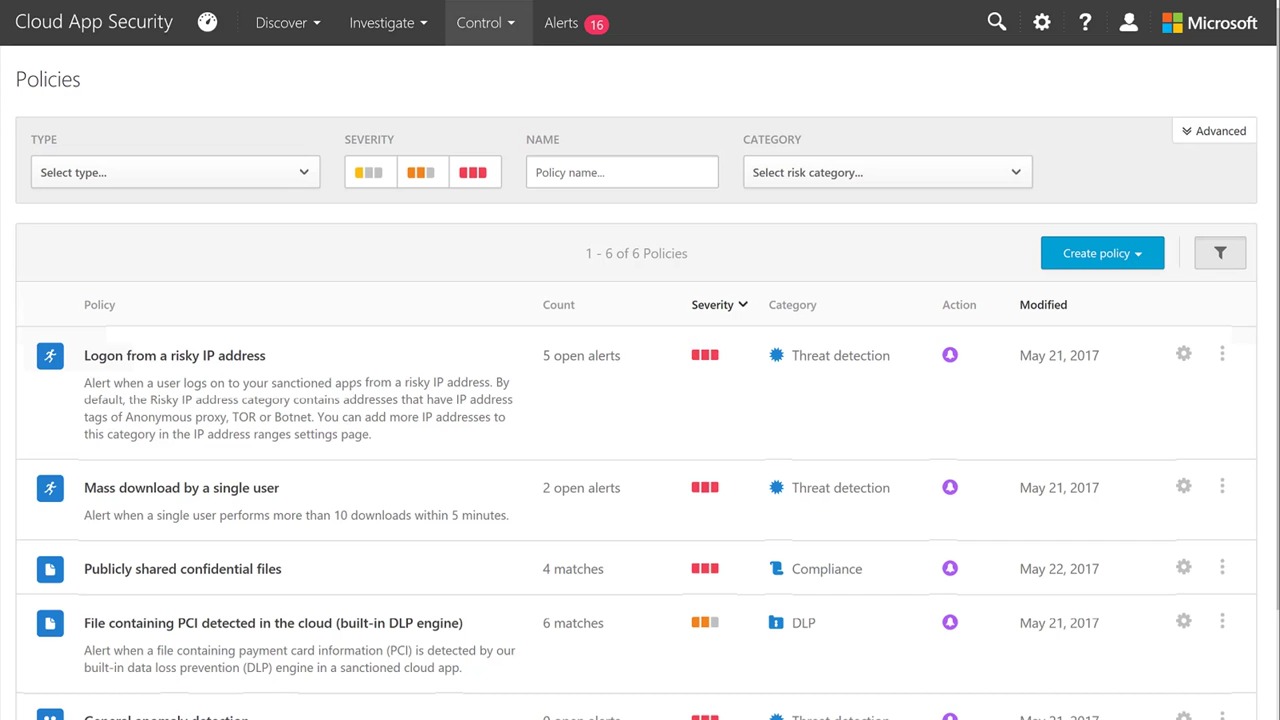 Cloud App Security
Discover
Investigate
Control
Alerts
16
Microsoft
Policies
TYPE
SEVERITY
NAME
CATEGORY
Advanced
Select type...
Policy name...
Select risk category...
1 - 6 of 6 Policies
Create policy
Policy
Count
Severity
Category
Action
Modified
Logon from a risky IP address
5 open alerts
Threat detection
May 21, 2017
Alert when a user logs on to your sanctioned apps from a risky IP address. By
default, the Risky IP address category contains addresses that have IP address
tags of Anonymous proxy, TOR or Botnet. You can add more IP addresses to
this category in the IP address ranges settings page.
Mass download by a single user
2 open alerts
Threat detection
May 21, 2017
Alert when a single user performs more than 10 downloads within 5 minutes.
Publicly shared confidential files
4 matches
Compliance
May 22, 2017
File containing PCI detected in the cloud (built-in DLP engine)
6 matches
DLP
May 21, 2017
Alert when a file containing payment card information (PCI) is detected by our
built-in data loss prevention (DLP) engine in a sanctioned cloud app.
General anomaly detection
0 open alerts
Threat detection
May 21, 2017